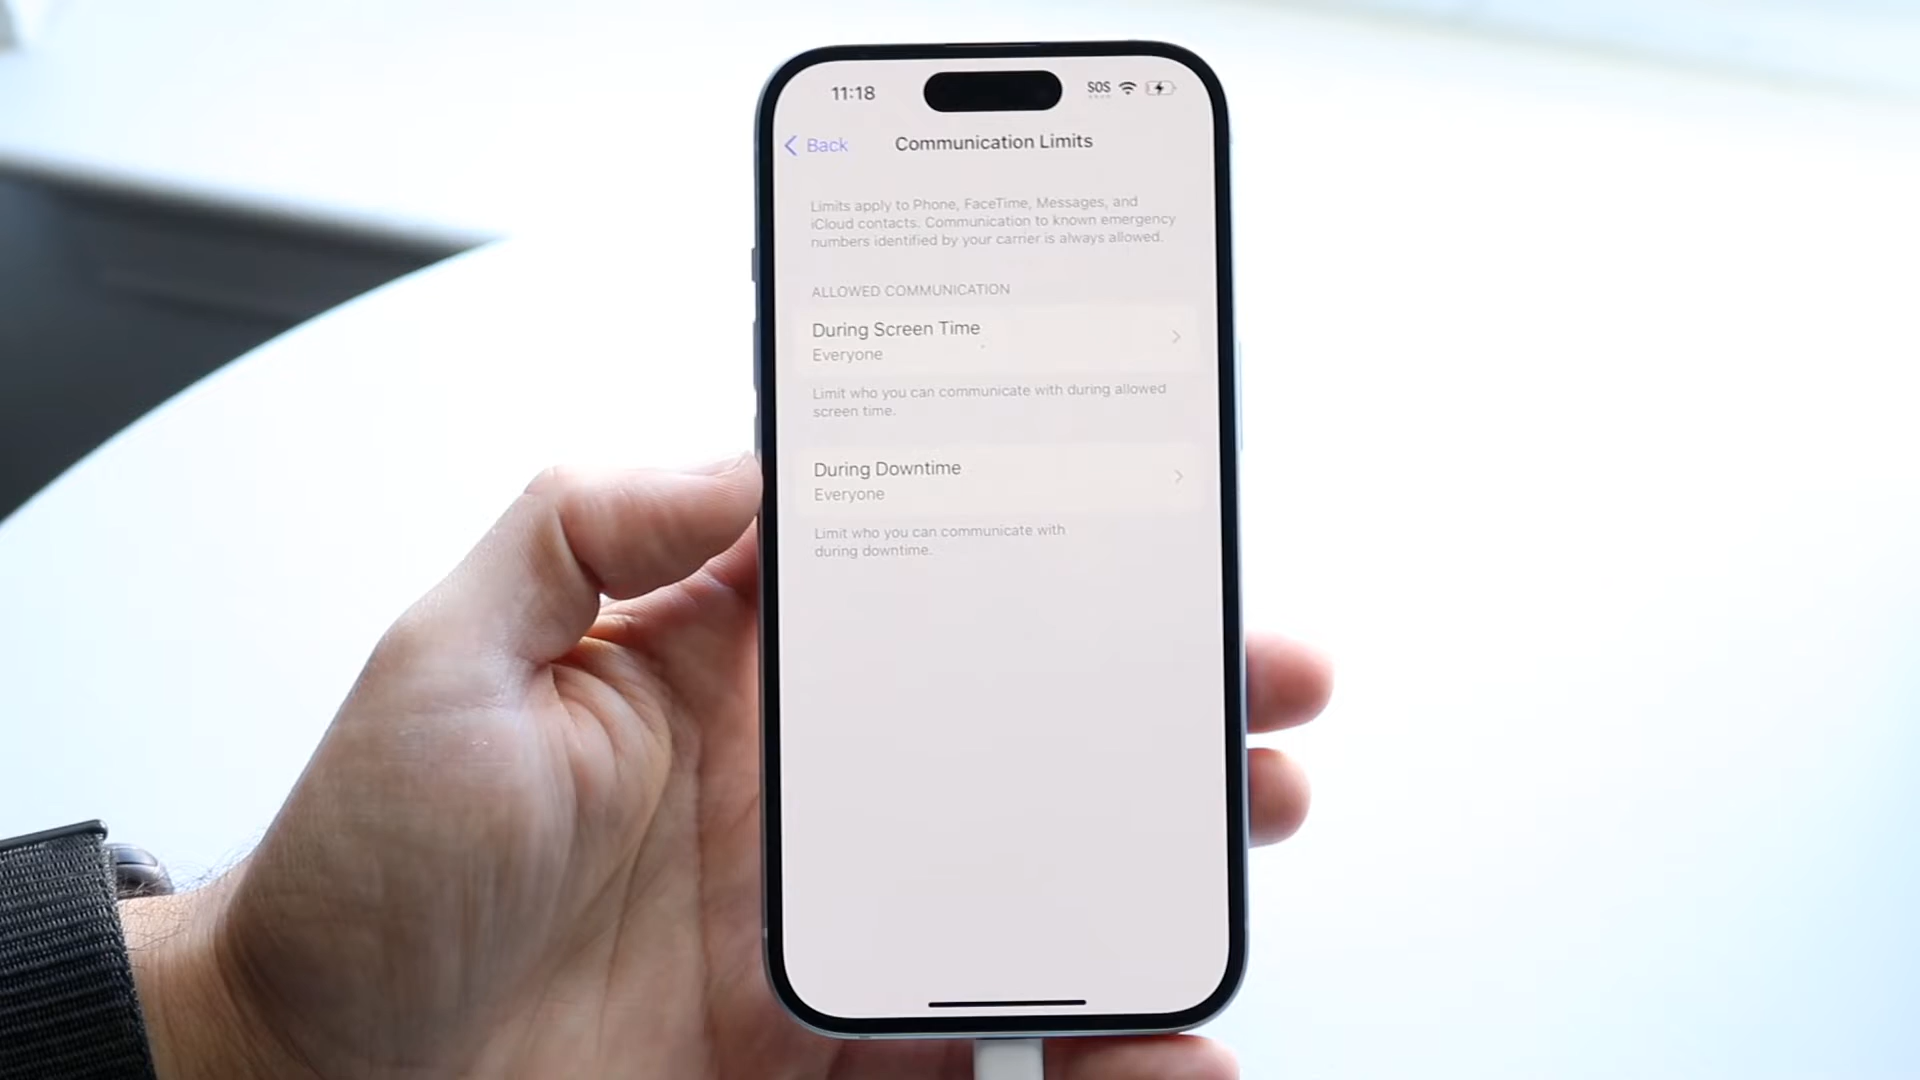 11:18
SOS
Back
Communication Limits
Limits apply to Phone, FaceTime, Messages, and
iCloud contacts. Communication to known emergency
numbers identified by your carrier is always allowed.
ALLOWED COMMUNICATION
During Screen Time
Everyone
Limit who you can communicate with during allowed
screen time.
During Downtime
Everyone
Limit who you can communicate with
during downtime.